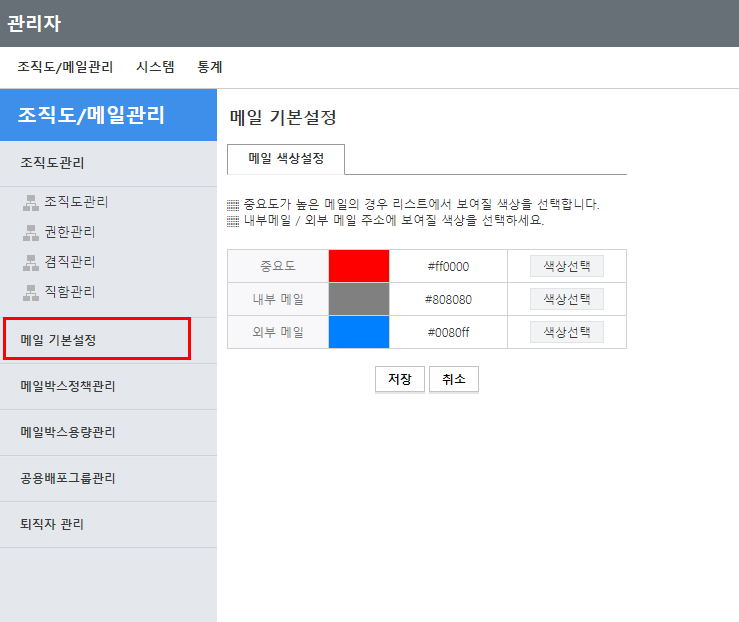 관리자
조직도/메일관리 시스템 통계
조직도/메일관리
조직도관리
조직도관리
권한관리
겸직관리
직함관리
메일 기본설정
메일박스정책관리
메일박스용량관리
공용배포그룹관리
퇴직자 관리
메일 기본설정
메일 색상설정
중요도가 높은 메일의 경우 리스트에서 보여질 색상을 선택합니다.
내부메일 / 외부 메일 주소에 보여질 색상을 선택하세요.
중요도 #ff0000 색상선택
내부 메일 #808080 색상선택
외부 메일 #0080ff 색상선택
저장 취소